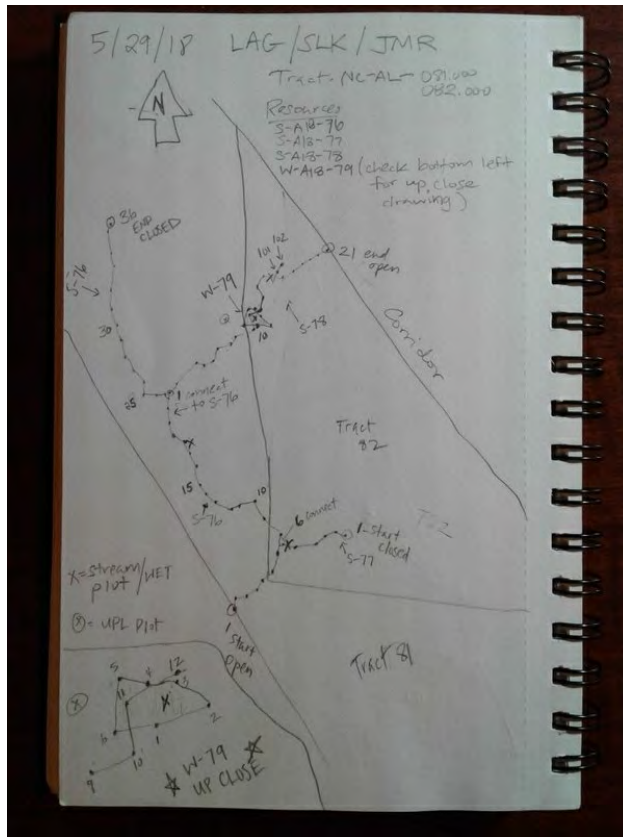 5/29/18 LAG/SLK/JMR
Tract-NC-AL-081.000
082.000
N
Resources
S-A18-76
S-A18-77
S-A18-78
W-A18-79 (check bottom left
for up close
drawing)
36
END
CLOSED
101 102
21 end
open
S-76
W-79
30
10
S-78
Corridor
25
1 connect
to S-76
Tract
82
15
10
S-76
6 connect
1-start
closed
S-77
X=stream
plot/WET
ⓧ= UPL Plot
1
start
open
Tract 81
ⓧ
5 4 12
11 3
X
6 1 2
9 10
W-79
UP CLOSE